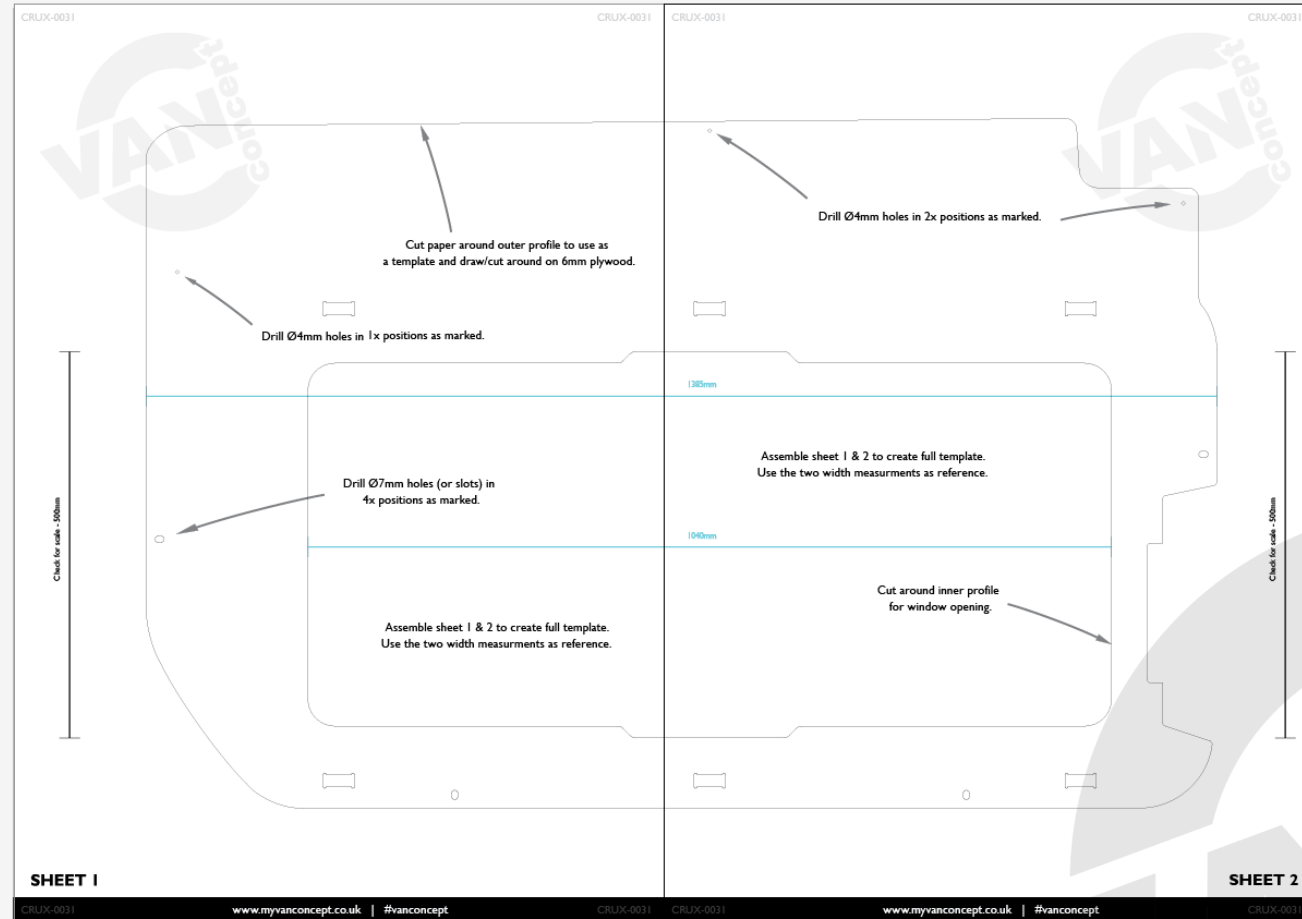 CRUX-0031
CRUX-0031
CRUX-0031
CRUX-0031
VAN concept
VAN concept
Cut paper around outer profile to use as
a template and draw/cut around on 6mm plywood.
Drill Ø4mm holes in 2x positions as marked.
Drill Ø4mm holes in 1x positions as marked.
1385mm
Assemble sheet 1 & 2 to create full template.
Use the two width measurments as reference.
Drill Ø7mm holes (or slots) in
4x positions as marked.
Check for scale - 500mm
Check for scale - 500mm
1040mm
Cut around inner profile
for window opening.
Assemble sheet 1 & 2 to create full template.
Use the two width measurments as reference.
SHEET 1
SHEET 2
CRUX-0031
www.myvanconcept.co.uk | #vanconcept
CRUX-0031
CRUX-0031
www.myvanconcept.co.uk | #vanconcept
CRUX-0031